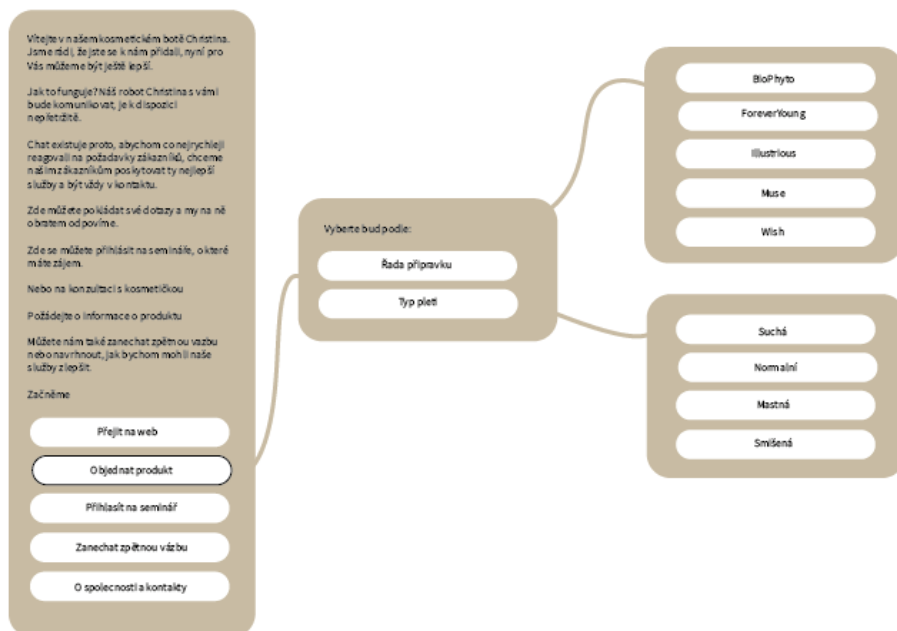 Vítejte v našem kosmetickém botě Christina.
Jsme rádi, že jste se k nám přidali, nyní pro
Vás můžeme být ještě lepší.
Jak to funguje? Náš robot Christina s vámi
bude komunikovat, je k dispozici
nepřetržitě.
Chat existuje proto, abychom co nejrychleji
reagovali na požadavky zákazníků, chceme
našim zákazníkům poskytovat ty nejlepší
služby a být vždy v kontaktu.
Zde můžete pokládat své dotazy a my na ně
obratem odpovíme.
Zde se můžete přihlásit na semináře, o které
máte zájem.
Nebo na konzultaci s kosmetičkou
Požádejte o informace o produktu
Můžete nám také zanechat zpětnou vazbu
nebo navrhnout, jak bychom mohli naše
služby zlepšit.
Začněme
Přejít na web
Objednat produkt
Přihlasít na seminář
Zanechat zpětnou vázbu
O spolecnosti a kontakty
Vyberte bud podle:
Řada připravku
Typ pleti
BioPhyto
ForeverYoung
Illustrious
Muse
Wish
Suchá
Normalní
Mastná
Smíšená